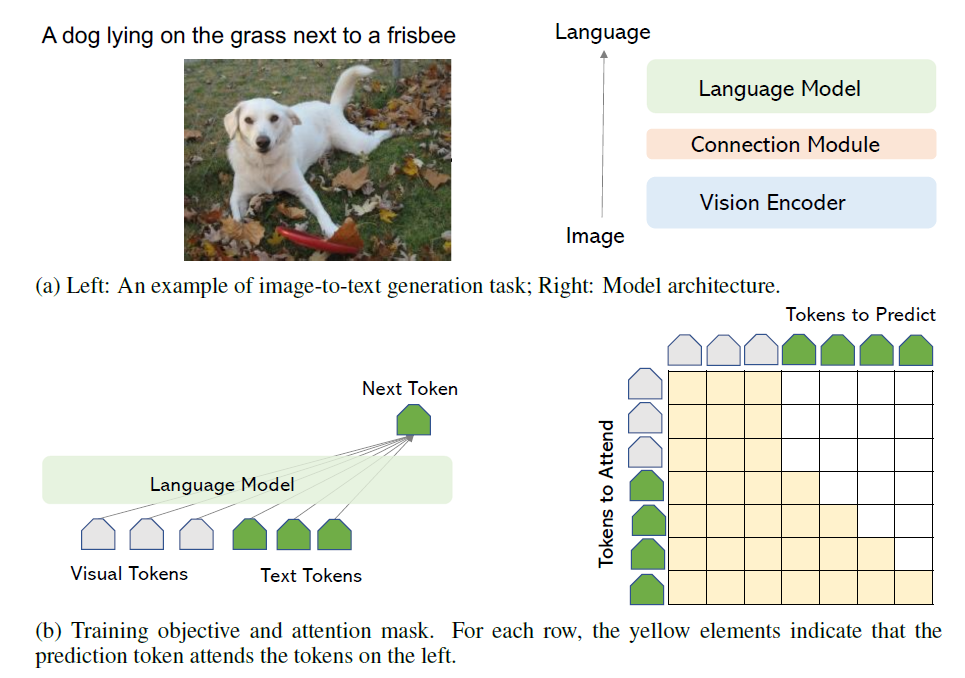 A dog lying on the grass next to a frisbee
Language
Language Model
Connection Module
Vision Encoder
Image
(a) Left: An example of image-to-text generation task; Right: Model architecture.
Next Token
Language Model
Visual Tokens
Text Tokens
Tokens to Predict
Tokens to Attend
(b) Training objective and attention mask. For each row, the yellow elements indicate that the
prediction token attends the tokens on the left.